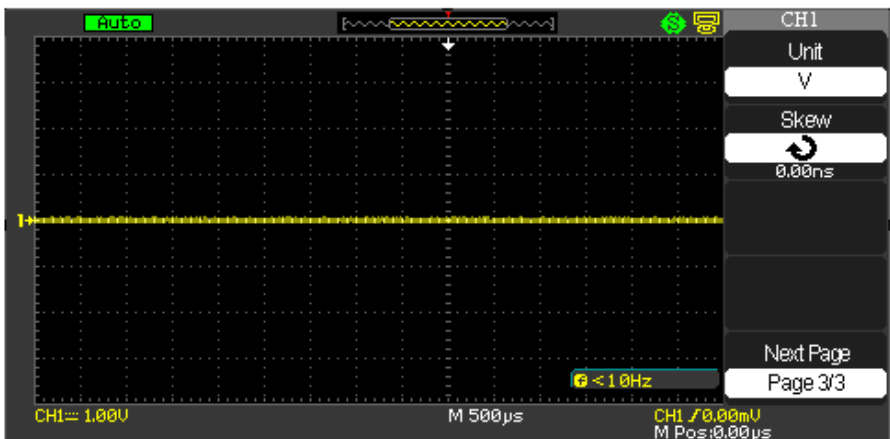 Auto
CH1
Unit
V
Skew
0.00ns
1
f <10Hz
Next Page
Page 3/3
CH1 1.00V
M 500µs
CH1 0.00mV
M Pos:0.00µs